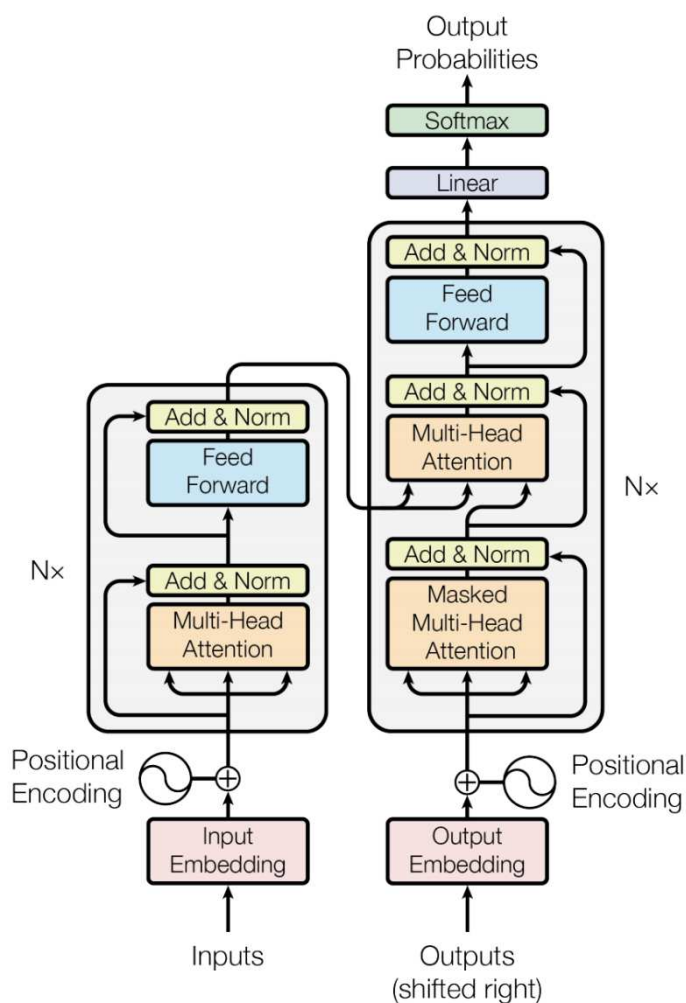 Output
Probabilities
Softmax
Linear
Add & Norm
Feed
Forward
Add & Norm
Multi-Head
Attention
Add & Norm
Masked
Multi-Head
Attention
N×
Add & Norm
Feed
Forward
Add & Norm
Multi-Head
Attention
N×
Positional
Encoding
Positional
Encoding
Input
Embedding
Output
Embedding
Inputs
Outputs
(shifted right)